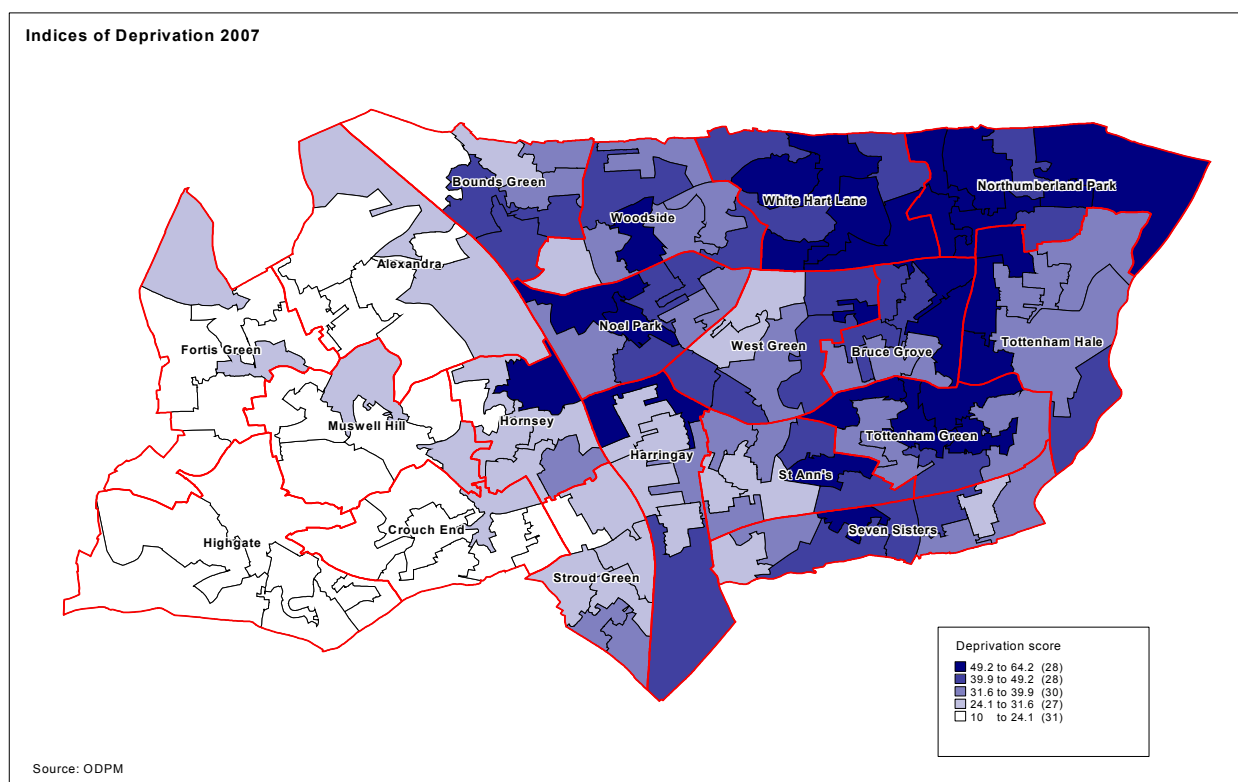 Indices of Deprivation 2007
Bounds Green
Northumberland Park
White Hart Lane
Woodside
Alexandra
Noel Park
Tottenham Hale
West Green
Fortis Green
Bruce Grove
Hornsey
Muswell Hill
Tottenham Green
Harringay
St Ann's
Crouch End
Seven Sisters
Highgate
Stroud Green
Deprivation score
49.2 to 64.2 (28)
39.9 to 49.2 (28)
31.6 to 39.9 (30)
24.1 to 31.6 (27)
10 to 24.1 (31)
Source: ODPM